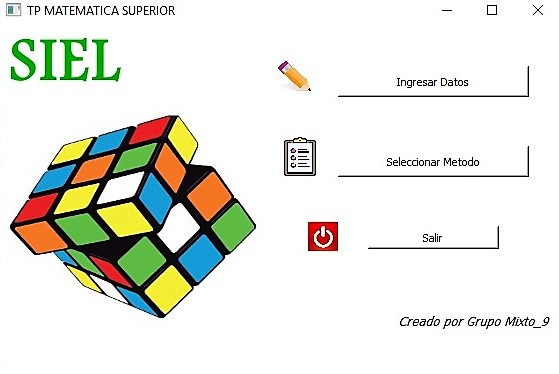 TP MATEMATICA SUPERIOR
SIEL
Ingresar Datos
Seleccionar Metodo
Salir
Creado por Grupo Mixto_9